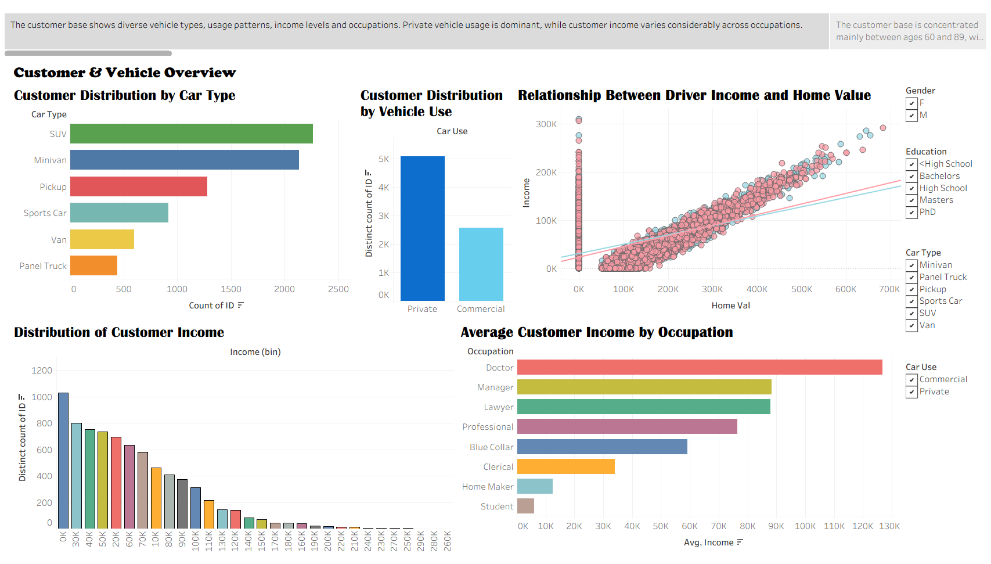 The customer base shows diverse vehicle types, usage patterns, income levels and occupations. Private vehicle usage is dominant, while customer income varies considerably across occupations.
The customer base is concentrated
mainly between ages 60 and 89, wi...
Customer & Vehicle Overview
Customer Distribution by Car Type
Car Type
SUV
Minivan
Pickup
Sports Car
Van
Panel Truck
0 500 1000 1500 2000 2500
Count of ID
Customer Distribution
by Vehicle Use
Car Use
Distinct count of ID
5K
4K
3K
2K
1K
0K
Private Commercial
Relationship Between Driver Income and Home Value
Income
300K
200K
100K
0K
0K 100K 200K 300K 400K 500K 600K 700K
Home Val
Gender
F
M
Education
<High School
Bachelors
High School
Masters
PhD
Car Type
Minivan
Panel Truck
Pickup
Sports Car
SUV
Van
Car Use
Commercial
Private
Distribution of Customer Income
Income (bin)
Distinct count of ID
1200
1000
800
600
400
200
0
0K 30K 40K 50K 20K 60K 70K 10K 80K 90K 100K 110K 130K 120K 140K 150K 170K 180K 160K 190K 200K 220K 210K 230K 240K 270K 250K 290K 280K 260K
Average Customer Income by Occupation
Occupation
Doctor
Manager
Lawyer
Professional
Blue Collar
Clerical
Home Maker
Student
0K 10K 20K 30K 40K 50K 60K 70K 80K 90K 100K 110K 120K 130K
Avg. Income